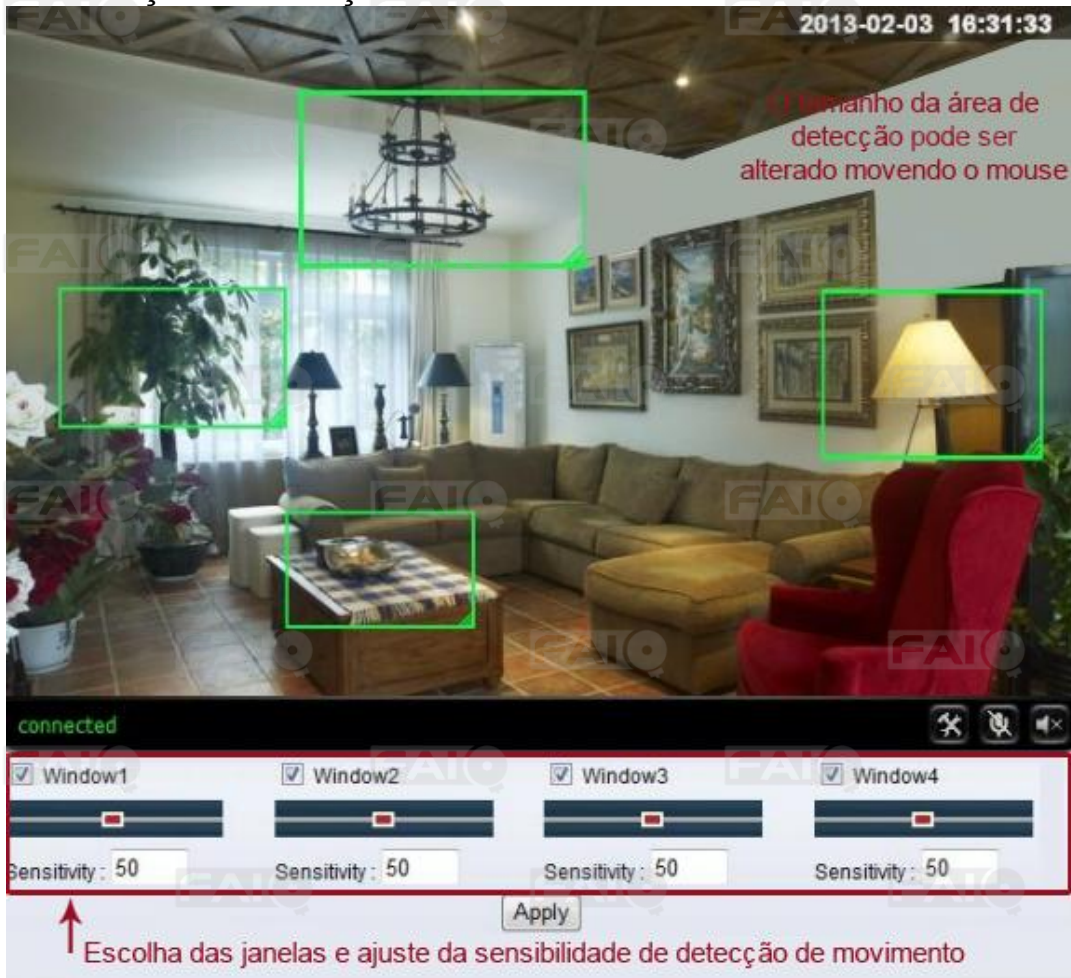 2013-02-03 16:31:33
O tamanho da área de
detecção pode ser
alterado movendo o mouse
connected
Window1 Window2 Window3 Window4
Sensitivity : 50 Sensitivity : 50 Sensitivity : 50 Sensitivity : 50
Apply
Escolha das janelas e ajuste da sensibilidade de detecção de movimento